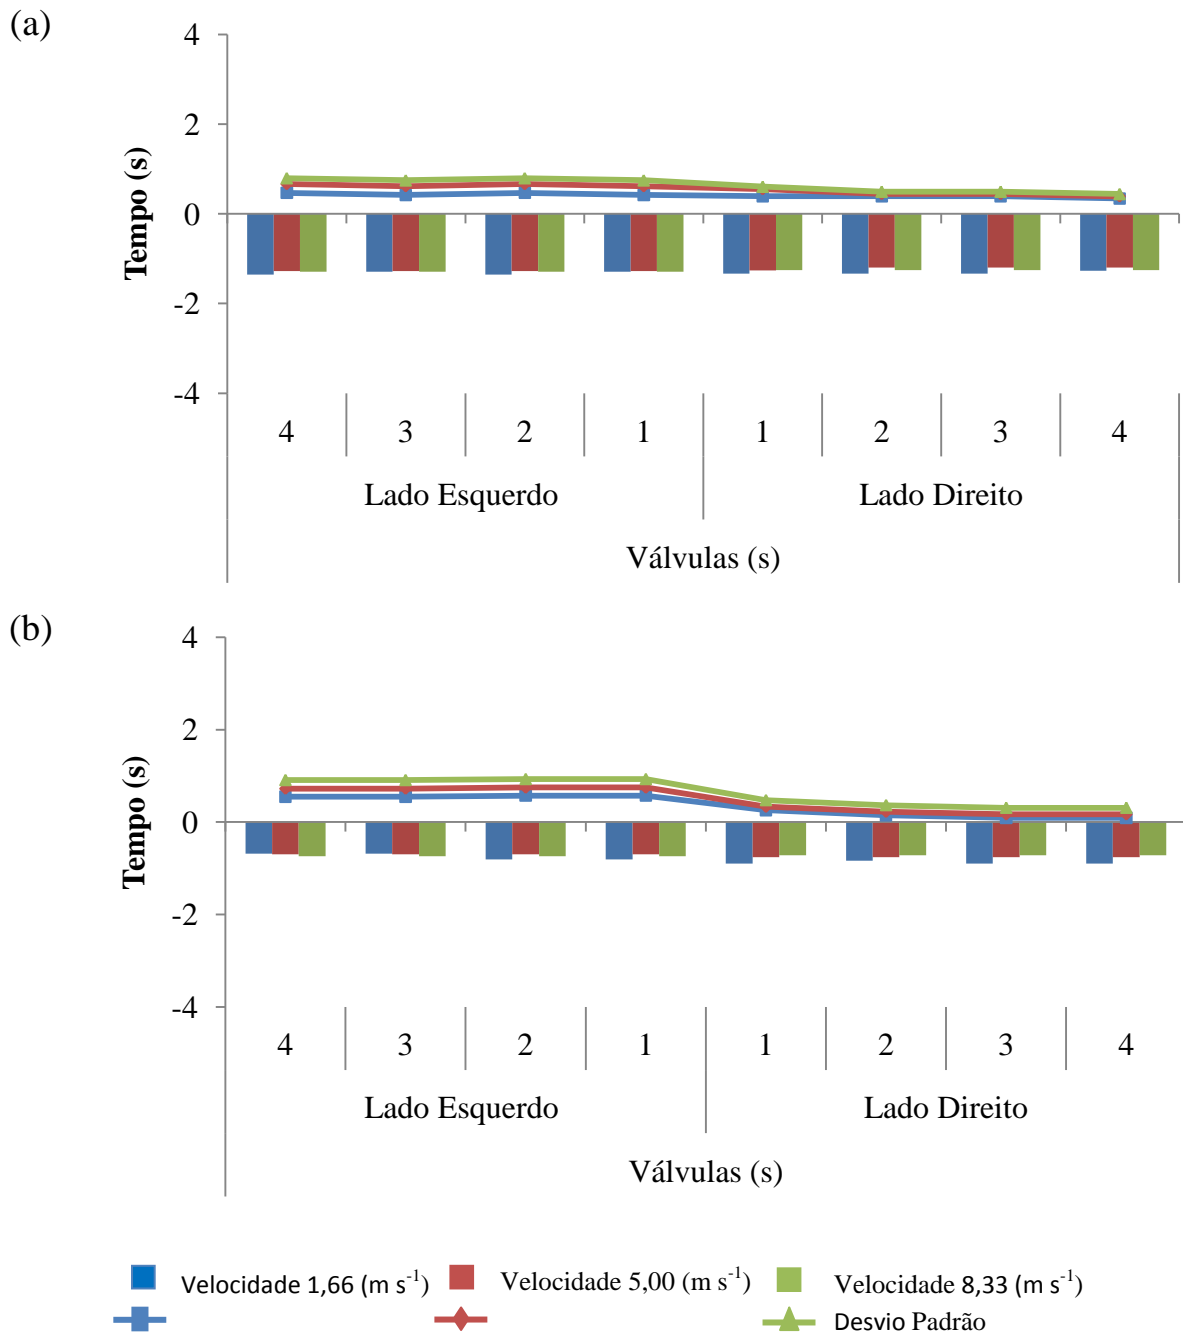 (a)
4
2
0
-2
-4
Tempo (s)
4 3 2 1 1 2 3 4
Lado Esquerdo Lado Direito
Válvulas (s)
(b)
4
2
0
-2
-4
Tempo (s)
4 3 2 1 1 2 3 4
Lado Esquerdo Lado Direito
Válvulas (s)
Velocidade 1,66 (m s⁻¹) Velocidade 5,00 (m s⁻¹) Velocidade 8,33 (m s⁻¹)
Desvio Padrão